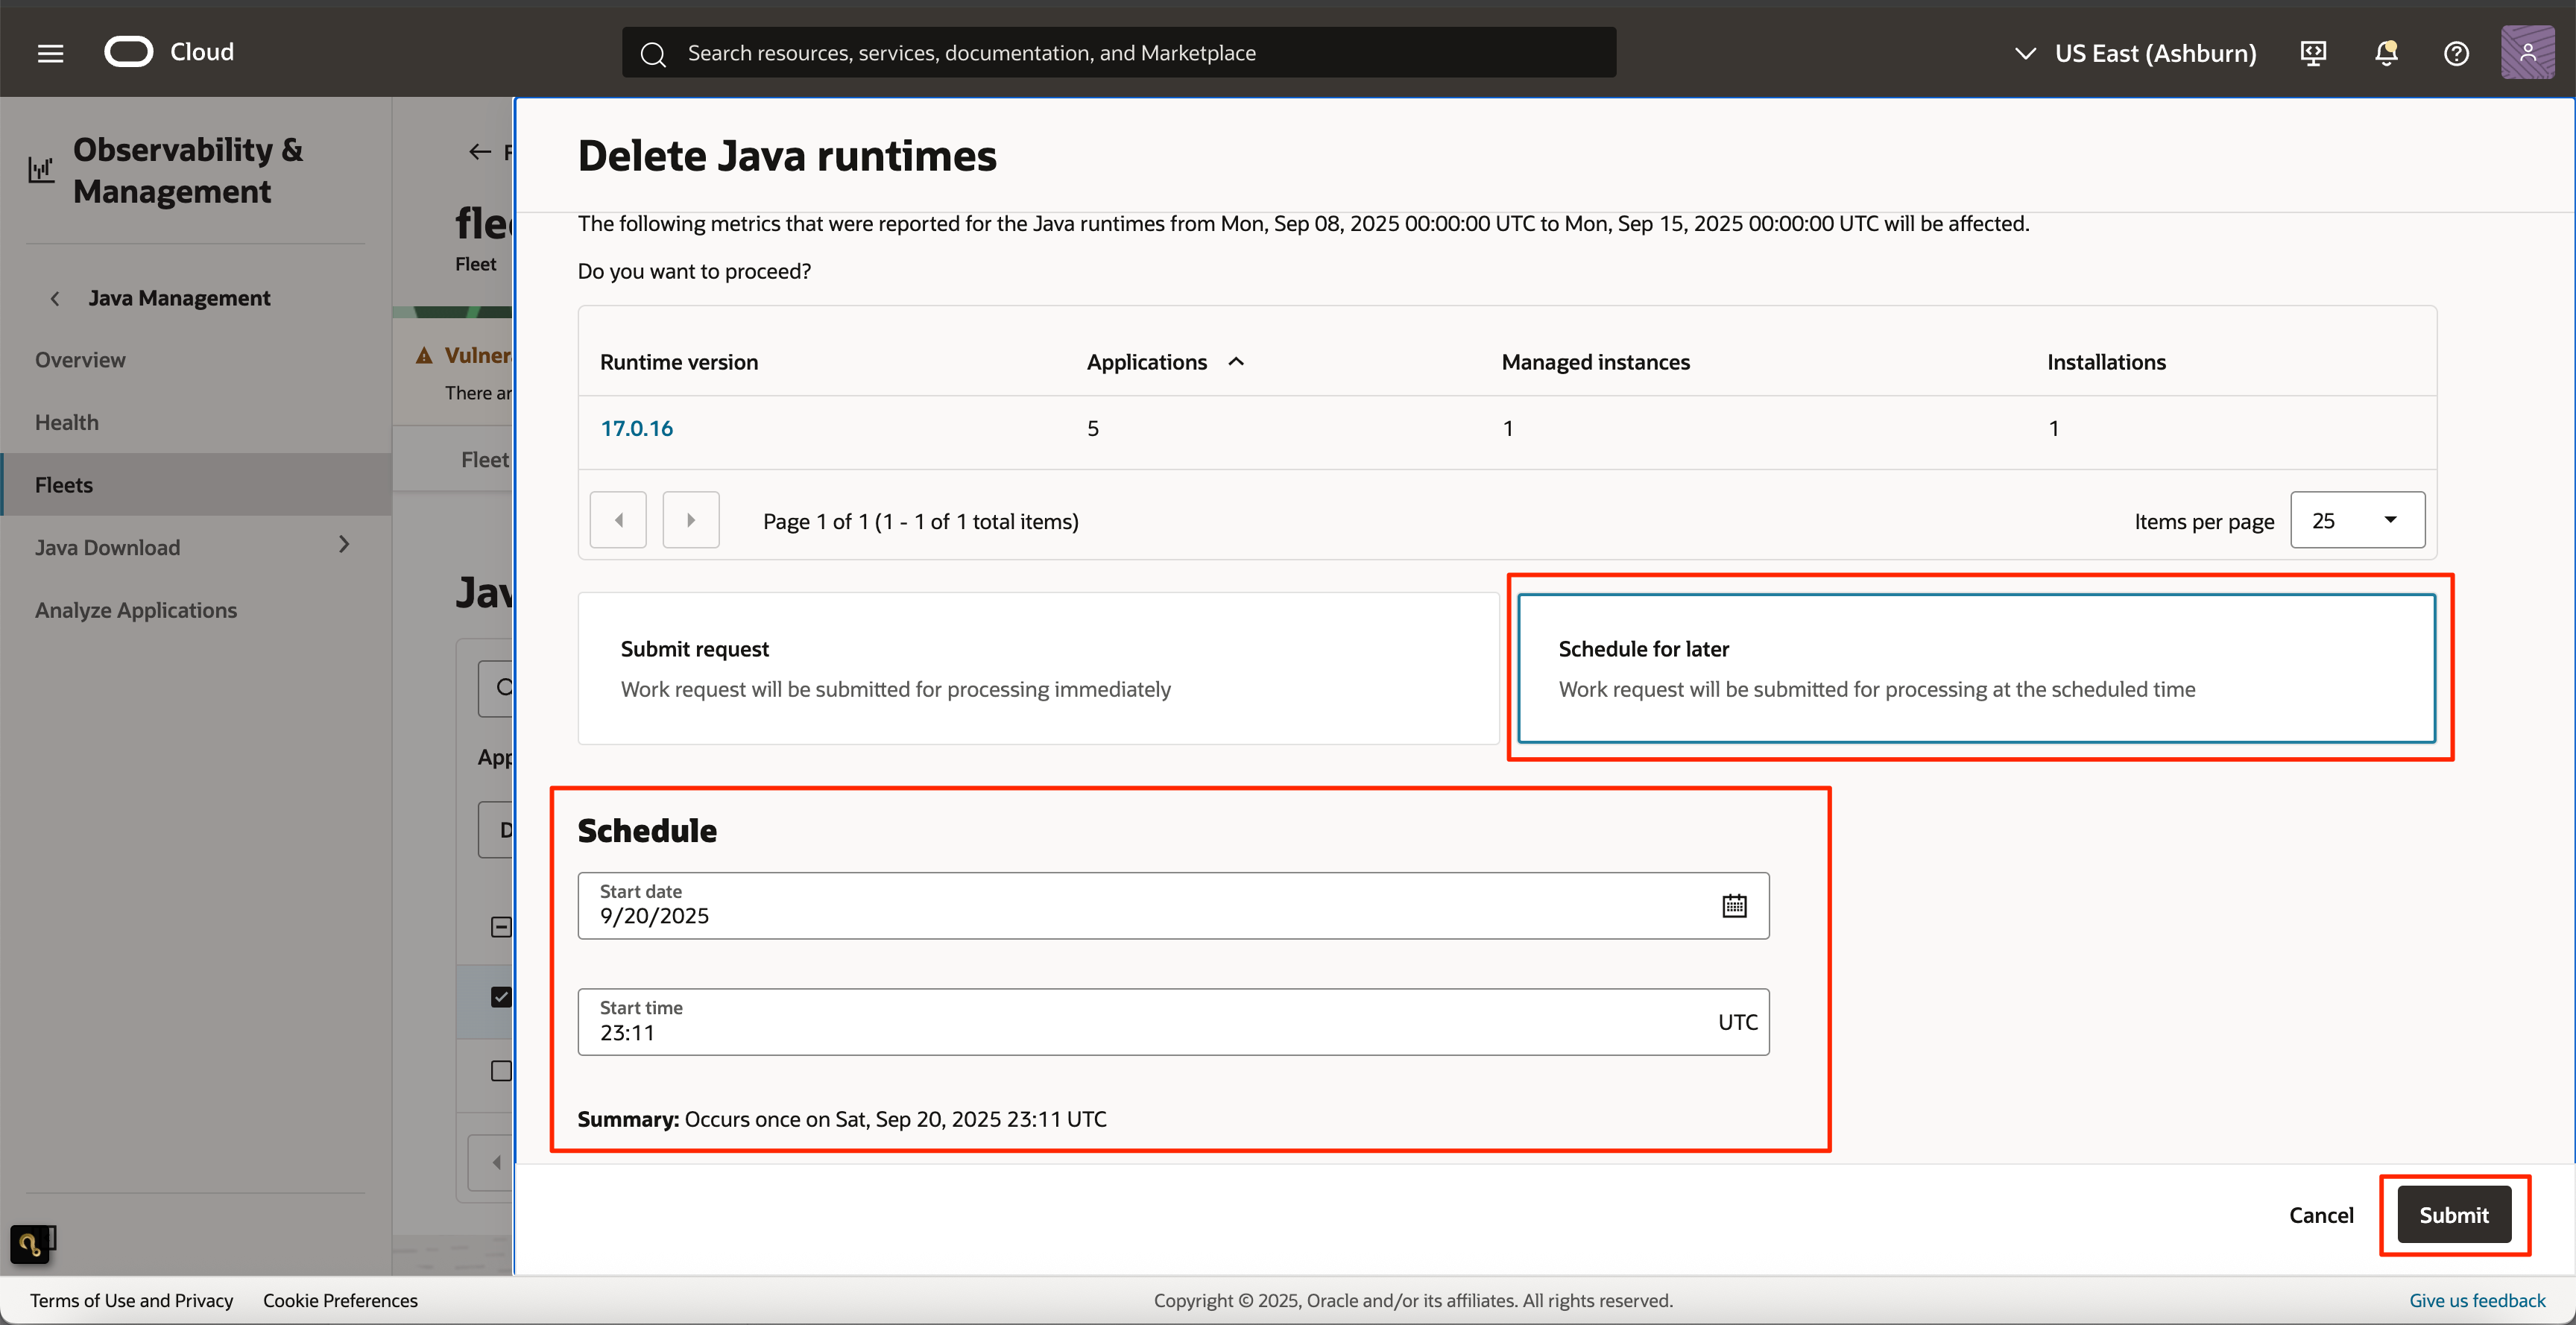 Cloud
Search resources, services, documentation, and Marketplace
US East (Ashburn)
Observability &
Management
Java Management
Overview
Health
Fleets
Java Download
Analyze Applications
Fleet
There
Fleet
Delete Java runtimes
The following metrics that were reported for the Java runtimes from Mon, Sep 08, 2025 00:00:00 UTC to Mon, Sep 15, 2025 00:00:00 UTC will be affected.
Do you want to proceed?
Runtime version Applications Managed instances Installations
17.0.16 5 1 1
Page 1 of 1 (1 - 1 of 1 total items)
Items per page 25
Submit request
Work request will be submitted for processing immediately
Schedule for later
Work request will be submitted for processing at the scheduled time
Schedule
Start date
9/20/2025
Start time
23:11
UTC
Summary: Occurs once on Sat, Sep 20, 2025 23:11 UTC
Cancel
Submit
Terms of Use and Privacy
Cookie Preferences
Copyright © 2025, Oracle and/or its affiliates. All rights reserved.
Give us feedback